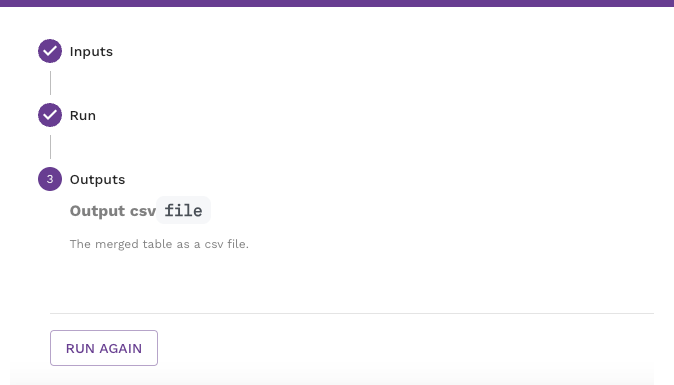 Inputs
Run
3 Outputs
Output csv file
The merged table as a csv file.
RUN AGAIN